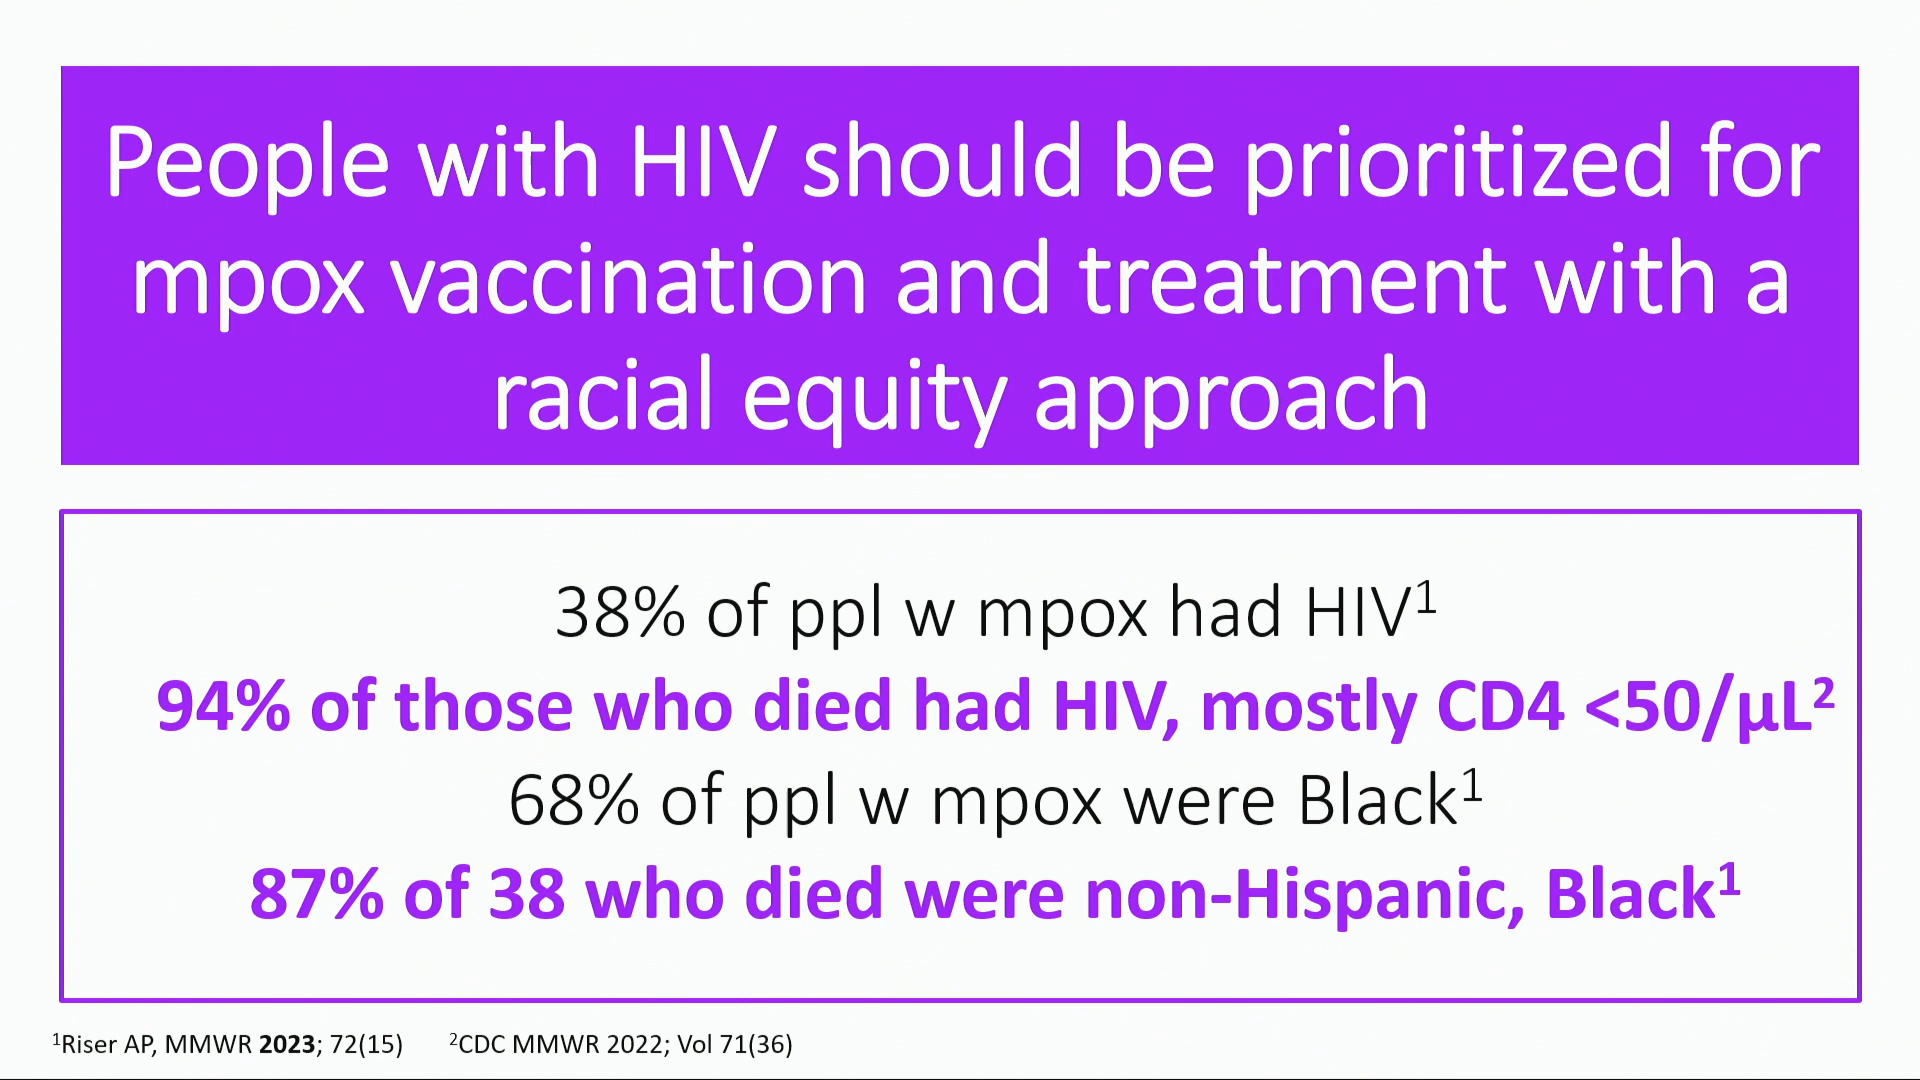 People with HIV should be prioritized for
mpox vaccination and treatment with a
racial equity approach
38% of ppl w mpox had HIV¹
94% of those who died had HIV, mostly CD4 <50/µL²
68% of ppl w mpox were Black¹
87% of 38 who died were non-Hispanic, Black¹
¹Riser AP, MMWR 2023; 72(15) ²CDC MMWR 2022; Vol 71(36)